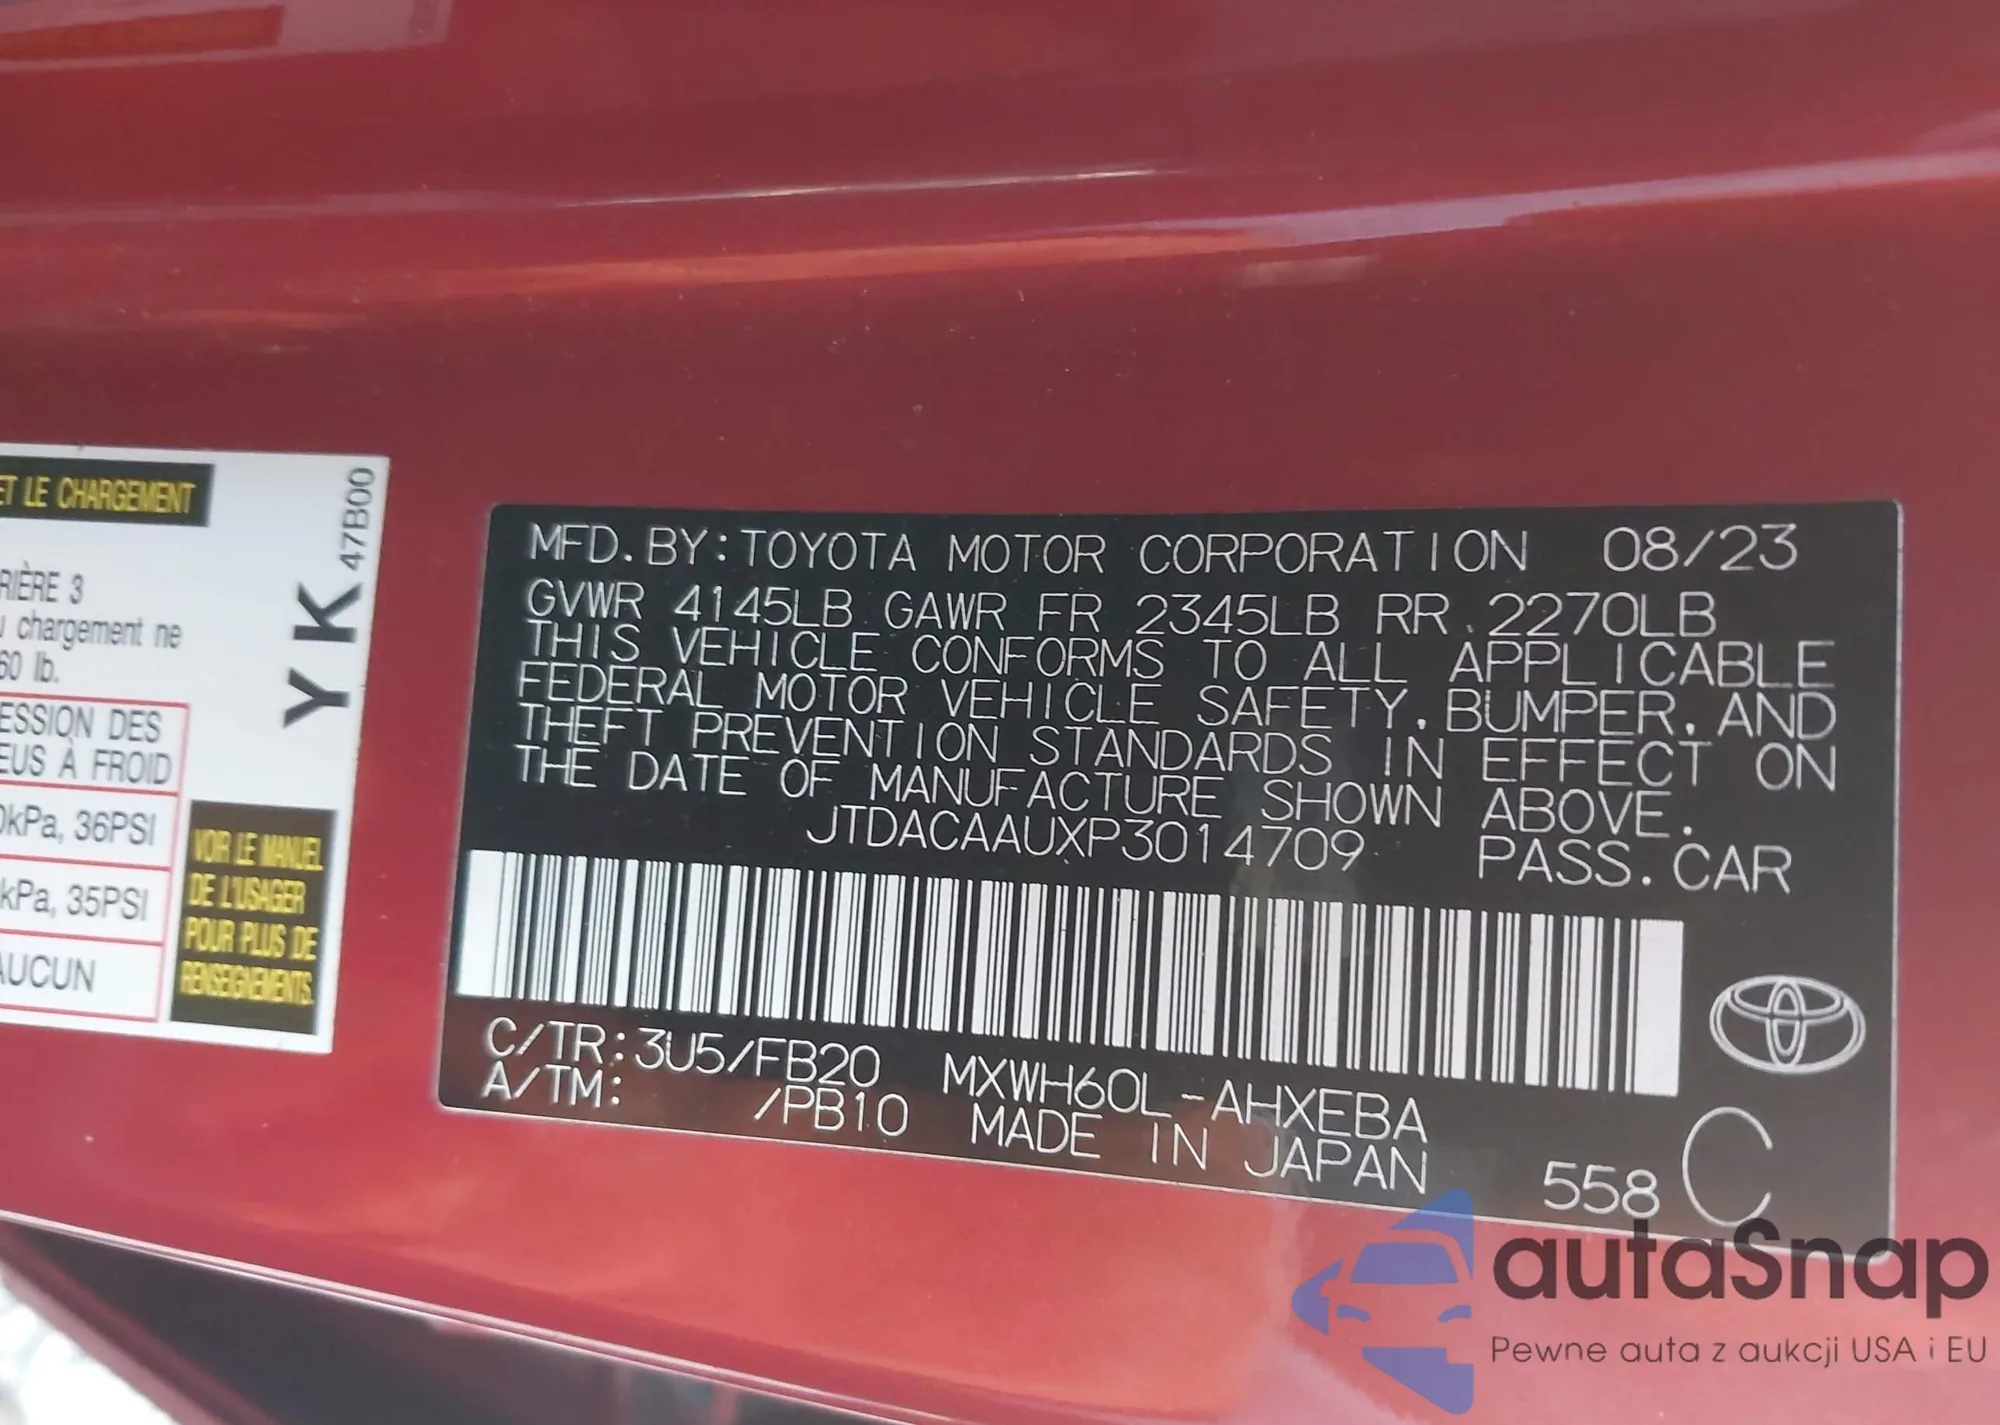 ET LE CHARGEMENT
RIÈRE 3
chargement ne
60 lb.
ESSION DES
EUS À FROID
kPa, 36PSI
kPa, 35PSI
AUCUN
YK
47B00
VOIR LE MANUEL
DE L'USAGER
POUR PLUS DE
RENSEIGNEMENTS.
MFD. BY: TOYOTA MOTOR CORPORATION 08/23
GVWR 4145LB GAWR FR 2345LB RR 2270LB
THIS VEHICLE CONFORMS TO ALL APPLICABLE
FEDERAL MOTOR VEHICLE SAFETY, BUMPER, AND
THEFT PREVENTION STANDARDS IN EFFECT ON
THE DATE OF MANUFACTURE SHOWN ABOVE.
JTDACAAUXP3014709 PASS. CAR
C/TR: 3U5/FB20 MXWH60L-AHXEBA
A/TM: /PB10 MADE IN JAPAN
558 C
autaSnap
Pewne auta z aukcji USA i EU